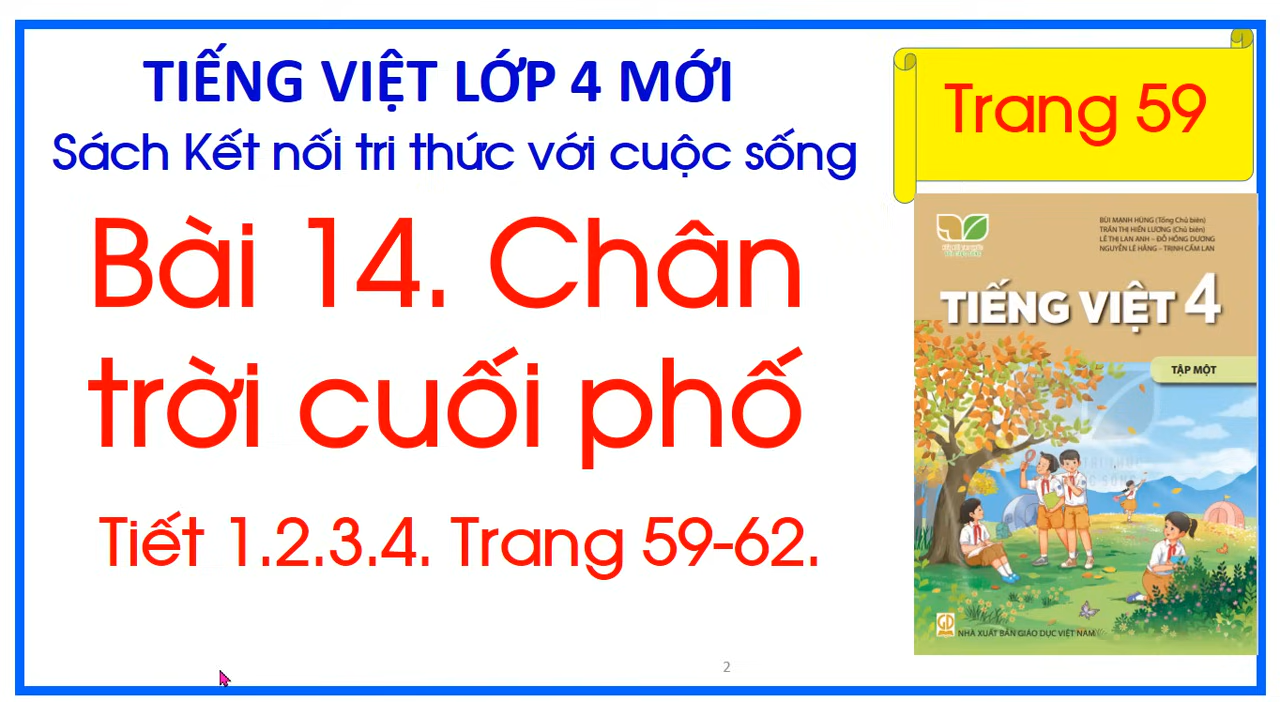 TIẾNG VIỆT LỚP 4 MỚI
Sách Kết nối tri thức với cuộc sống
Bài 14. Chân
trời cuối phố
Tiết 1.2.3.4. Trang 59-62.
2
Trang 59
BÙI MẠNH HÙNG (Tổng Chủ biên)
TRẦN THỊ HIỀN LƯƠNG (Chủ biên)
LÊ THỊ LAN ANH – ĐỖ HỒNG DƯƠNG
NGUYỄN LÊ HẰNG – TRỊNH CẨM LAN
TIẾNG VIỆT 4
TẬP MỘT
NHÀ XUẤT BẢN GIÁO DỤC VIỆT NAM